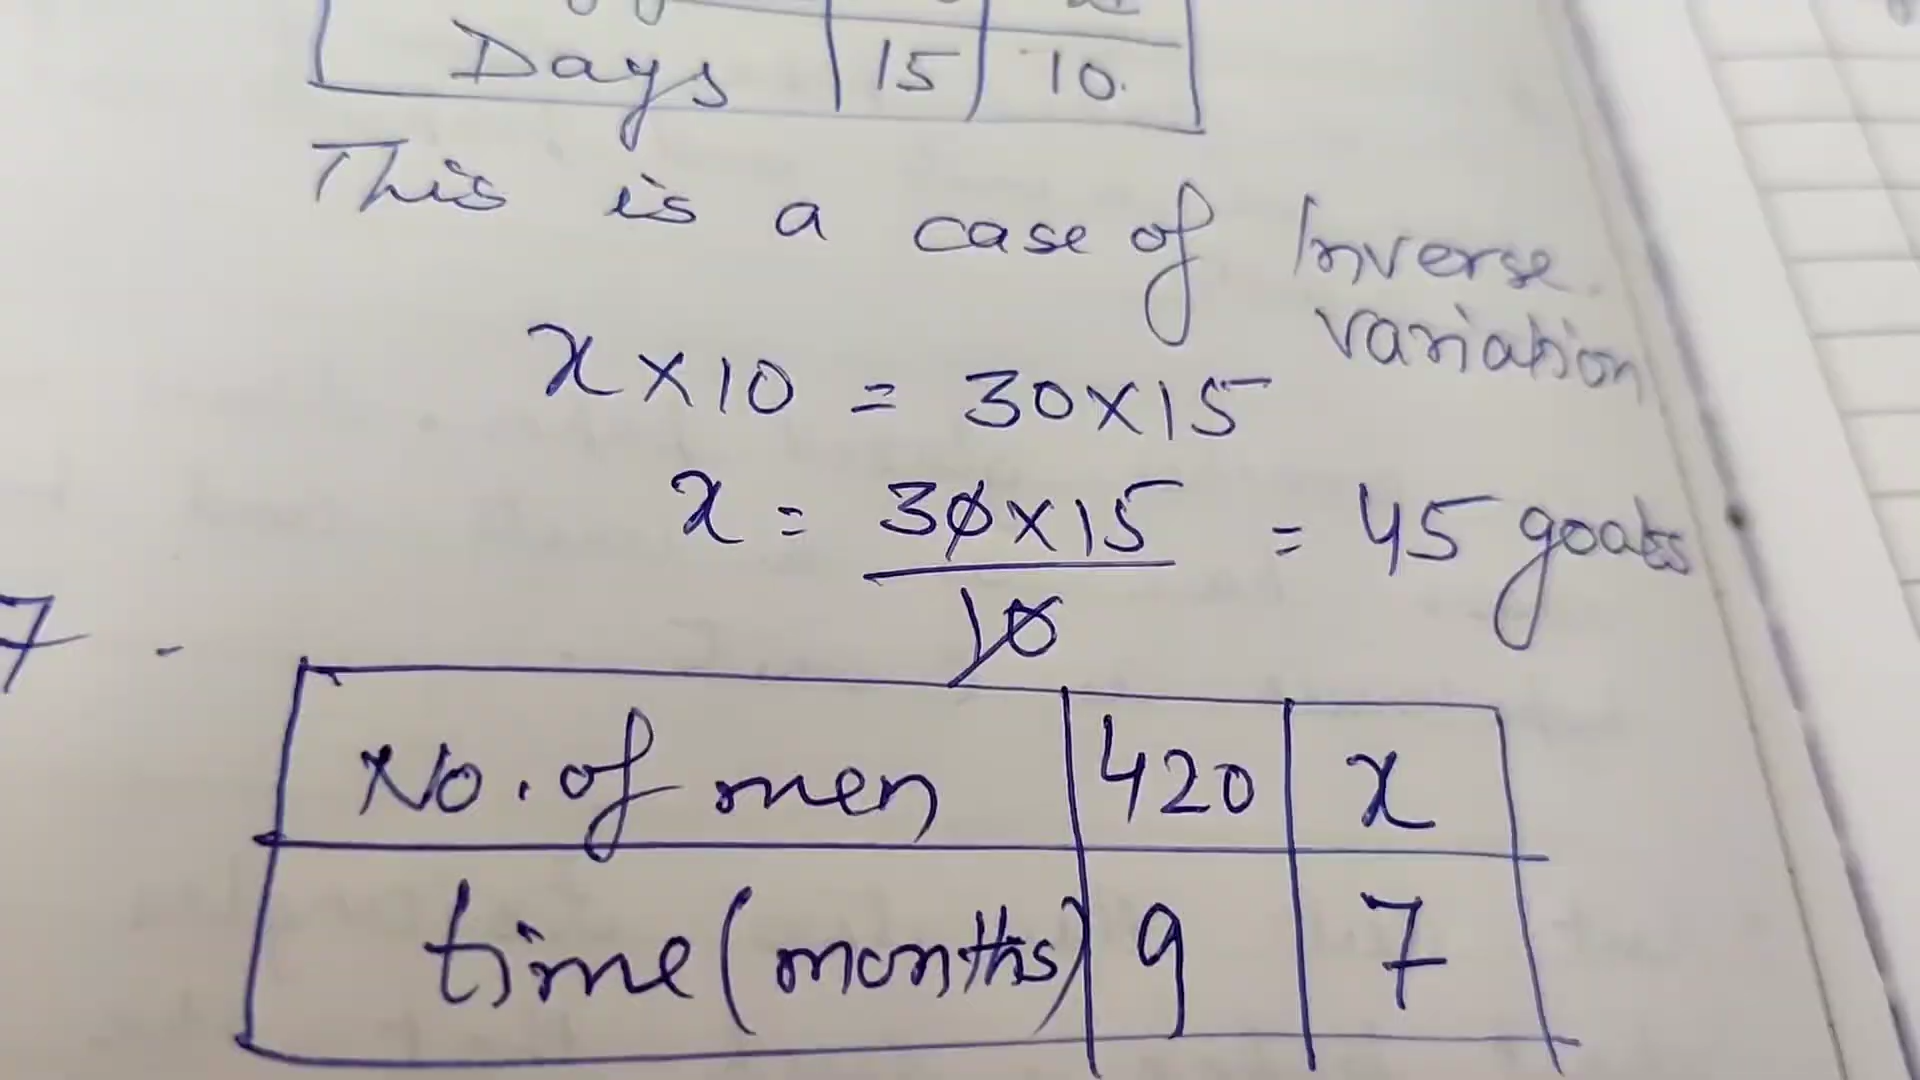 Days 15 10.
This is a case of Inverse
variation
x × 10 = 30 × 15
x = 30 × 15 = 45 goats
10
7 -
No. of men 420 x
time (months) 9 7